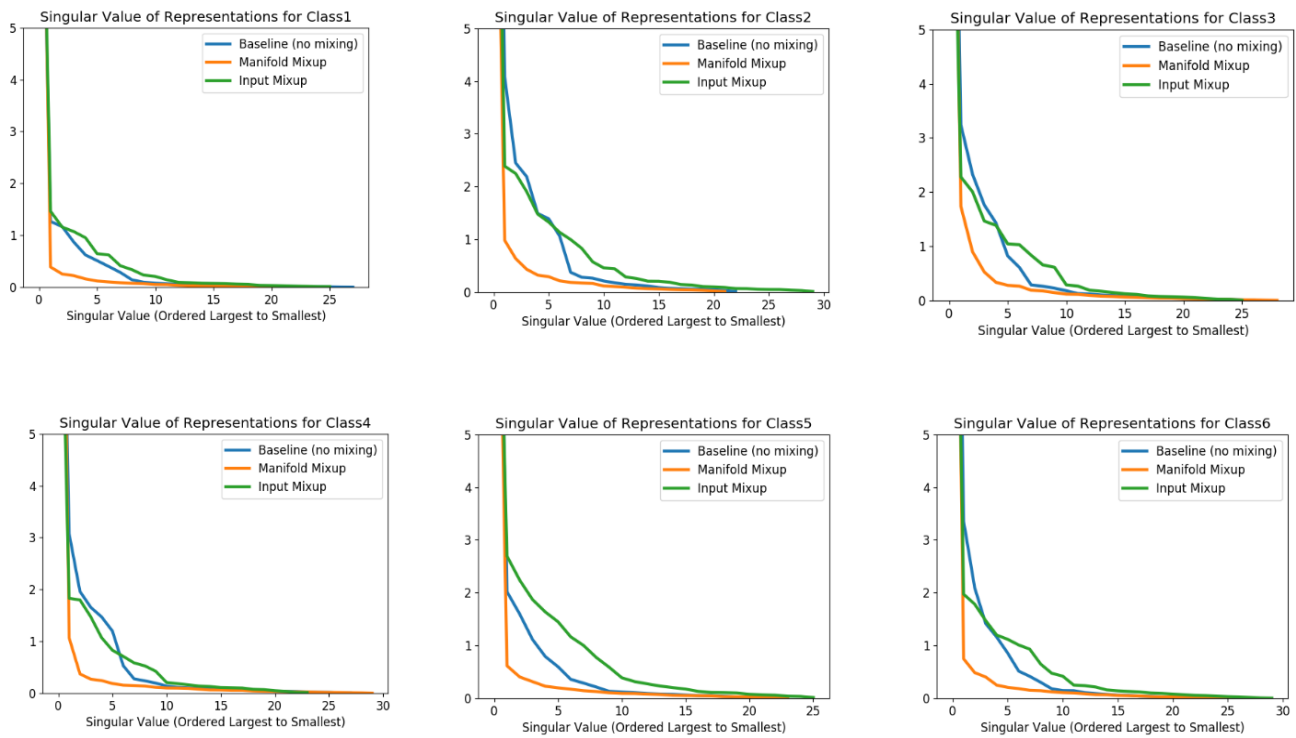 Singular Value of Representations for Class1
5
4
3
2
1
0
Baseline (no mixing)
Manifold Mixup
Input Mixup
0 5 10 15 20 25
Singular Value (Ordered Largest to Smallest)
Singular Value of Representations for Class2
5
4
3
2
1
0
Baseline (no mixing)
Manifold Mixup
Input Mixup
0 5 10 15 20 25 30
Singular Value (Ordered Largest to Smallest)
Singular Value of Representations for Class3
5
4
3
2
1
0
Baseline (no mixing)
Manifold Mixup
Input Mixup
0 5 10 15 20 25
Singular Value (Ordered Largest to Smallest)
Singular Value of Representations for Class4
5
4
3
2
1
0
Baseline (no mixing)
Manifold Mixup
Input Mixup
0 5 10 15 20 25 30
Singular Value (Ordered Largest to Smallest)
Singular Value of Representations for Class5
5
4
3
2
1
0
Baseline (no mixing)
Manifold Mixup
Input Mixup
0 5 10 15 20 25
Singular Value (Ordered Largest to Smallest)
Singular Value of Representations for Class6
5
4
3
2
1
0
Baseline (no mixing)
Manifold Mixup
Input Mixup
0 5 10 15 20 25 30
Singular Value (Ordered Largest to Smallest)